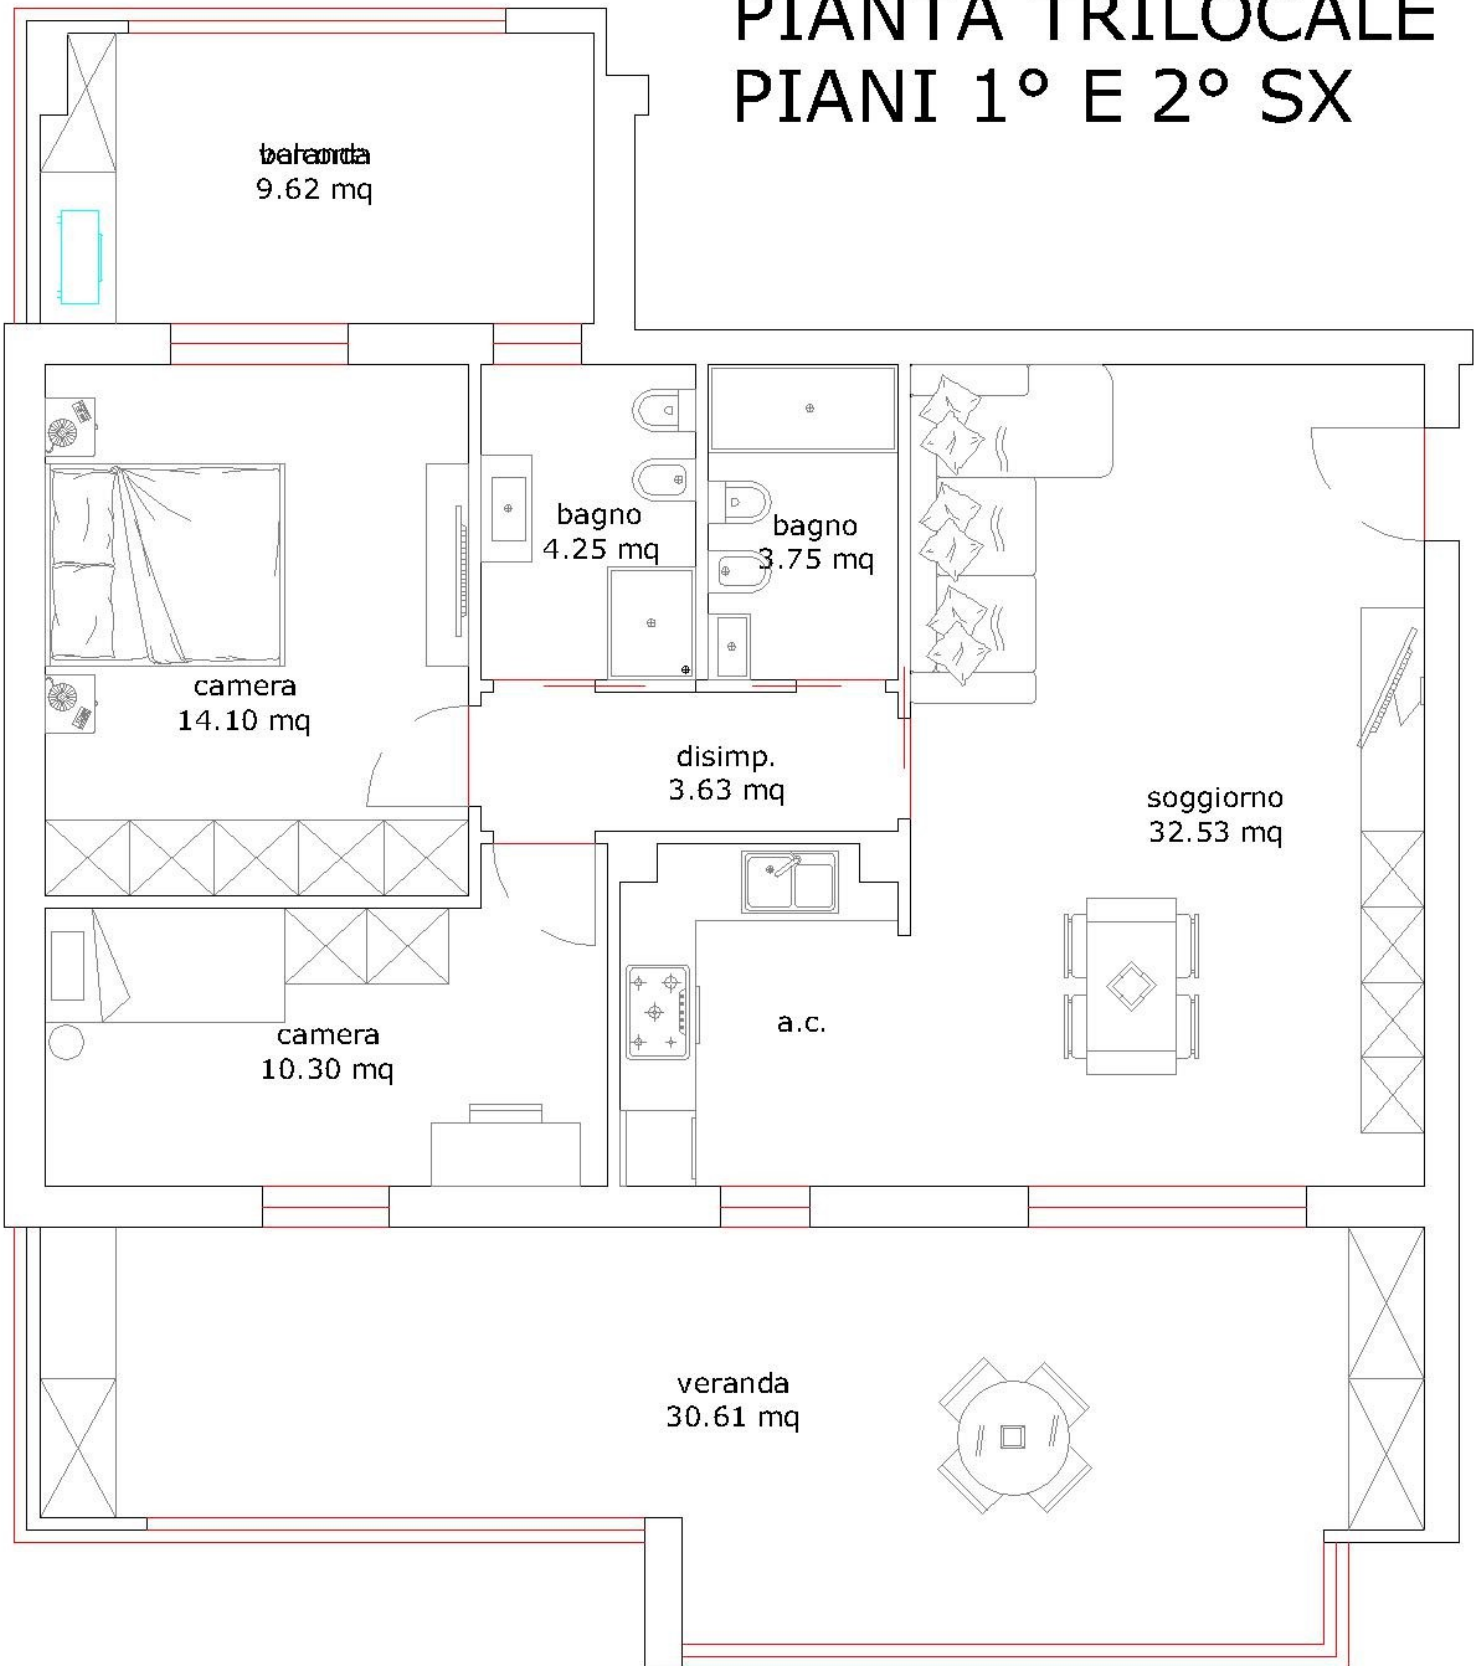 PIANTA TRILOCALE
PIANI 1° E 2° SX
9.62 mq
bagno
4.25 mq
bagno
3.75 mq
camera
14.10 mq
disimp.
3.63 mq
soggiorno
32.53 mq
camera
10.30 mq
a.c.
veranda
30.61 mq